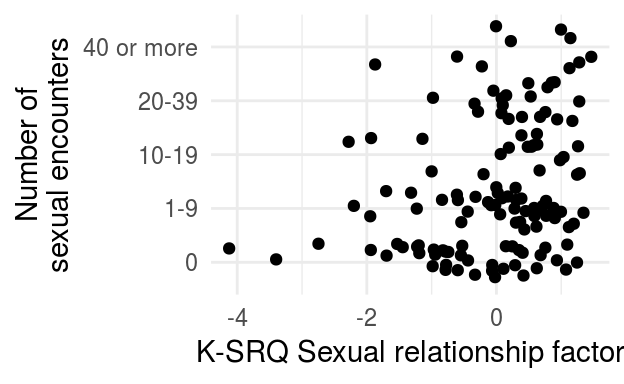 Number of
sexual encounters
40 or more
20-39
10-19
1-9
0
-4 -2 0
K-SRQ Sexual relationship factor